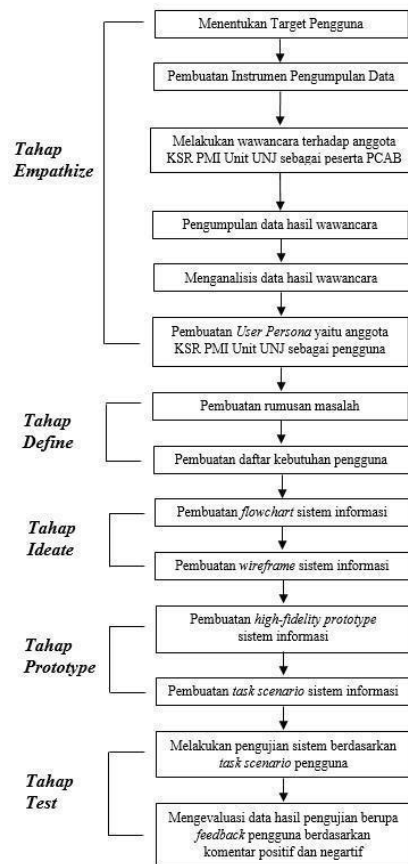 Menentukan Target Pengguna
Pembuatan Instrumen Pengumpulan Data
Tahap
Empathize
Melakukan wawancara terhadap anggota
KSR PMI Unit UNJ sebagai peserta PCAB
Pengumpulan data hasil wawancara
Menganalisis data hasil wawancara
Pembuatan User Persona yaitu anggota
KSR PMI Unit UNJ sebagai pengguna
Tahap
Define
Pembuatan rumusan masalah
Pembuatan daftar kebutuhan pengguna
Tahap
Ideate
Pembuatan flowchart sistem informasi
Pembuatan wireframe sistem informasi
Tahap
Prototype
Pembuatan high-fidelity prototype
sistem informasi
Pembuatan task scenario sistem informasi
Tahap
Test
Melakukan pengujian sistem berdasarkan
task scenario pengguna
Mengevaluasi data hasil pengujian berupa
feedback pengguna berdasarkan
komentar positif dan negartif